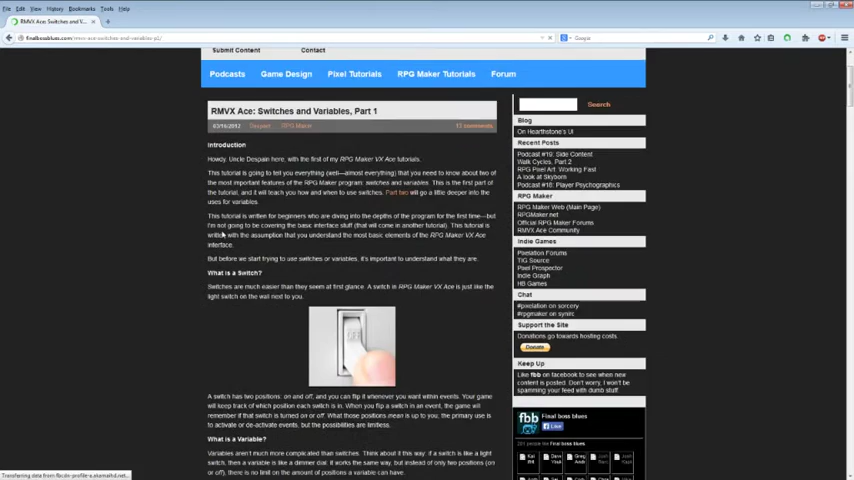 File Edit View History Bookmarks Tools Help
RMVX Ace: Switches and V...
finalbossblues.com/rmvx-ace-switches-and-variables-p1/
Google
Submit Content Contact
Podcasts Game Design Pixel Tutorials RPG Maker Tutorials Forum
RMVX Ace: Switches and Variables, Part 1
03/16/2012 Despain RPG Maker 13 comments
Introduction
Howdy. Uncle Despain here, with the first of my RPG Maker VX Ace tutorials.
This tutorial is going to tell you everything (well—almost everything) that you need to know about two of
the most important features of the RPG Maker program: switches and variables. This is the first part of
the tutorial, and it will teach you how and when to use switches. Part two will go a little deeper into the
uses for variables.
This tutorial is written for beginners who are diving into the depths of the program for the first time—but
I'm not going to be covering the basic interface stuff (that will come in another tutorial). This tutorial is
written with the assumption that you understand the most basic elements of the RPG Maker VX Ace
interface.
But before we start trying to use switches or variables, it's important to understand what they are.
What is a Switch?
Switches are much easier than they seem at first glance. A switch in RPG Maker VX Ace is just like the
light switch on the wall next to you.
OFF
A switch has two positions: on and off, and you can flip it whenever you want within events. Your game
will keep track of which position each switch is in. When you flip a switch in an event, the game will
remember if that switch is turned on or off. What those positions mean is up to you, the primary use is
to activate or de-activate events, but the possibilities are limitless.
What is a Variable?
Variables aren't much more complicated than switches. Think about it this way: if a switch is like a light
switch, then a variable is like a dimmer dial. It works the same way, but instead of only two positions (on
or off), there is no limit on the amount of positions a variable can have.
Search
Blog
On Hearthstone's UI
Recent Posts
Podcast #19: Side Content
Walk Cycles, Part 2
RPG Pixel Art: Working Fast
A look at Skyborn
Podcast #18: Player Psychographics
RPG Maker
RPG Maker Web (Main Page)
RPGMaker.net
Official RPG Maker Forums
RMVX Ace Community
Indie Games
Pixelation Forums
TIG Source
Pixel Prospector
Indie Graph
HB Games
Chat
#pixelation on sorcery
#rpgmaker on synirc
Support the Site
Donations go towards hosting costs.
Donate
Keep Up
Like fbb on facebook to see when new
content is posted. Don't worry, I won't be
spamming your feed with dumb stuff.
fbb Final boss blues
Like
people like Final boss blues.
Transferring data from fbcdn-profile-a.akamaihd.net...